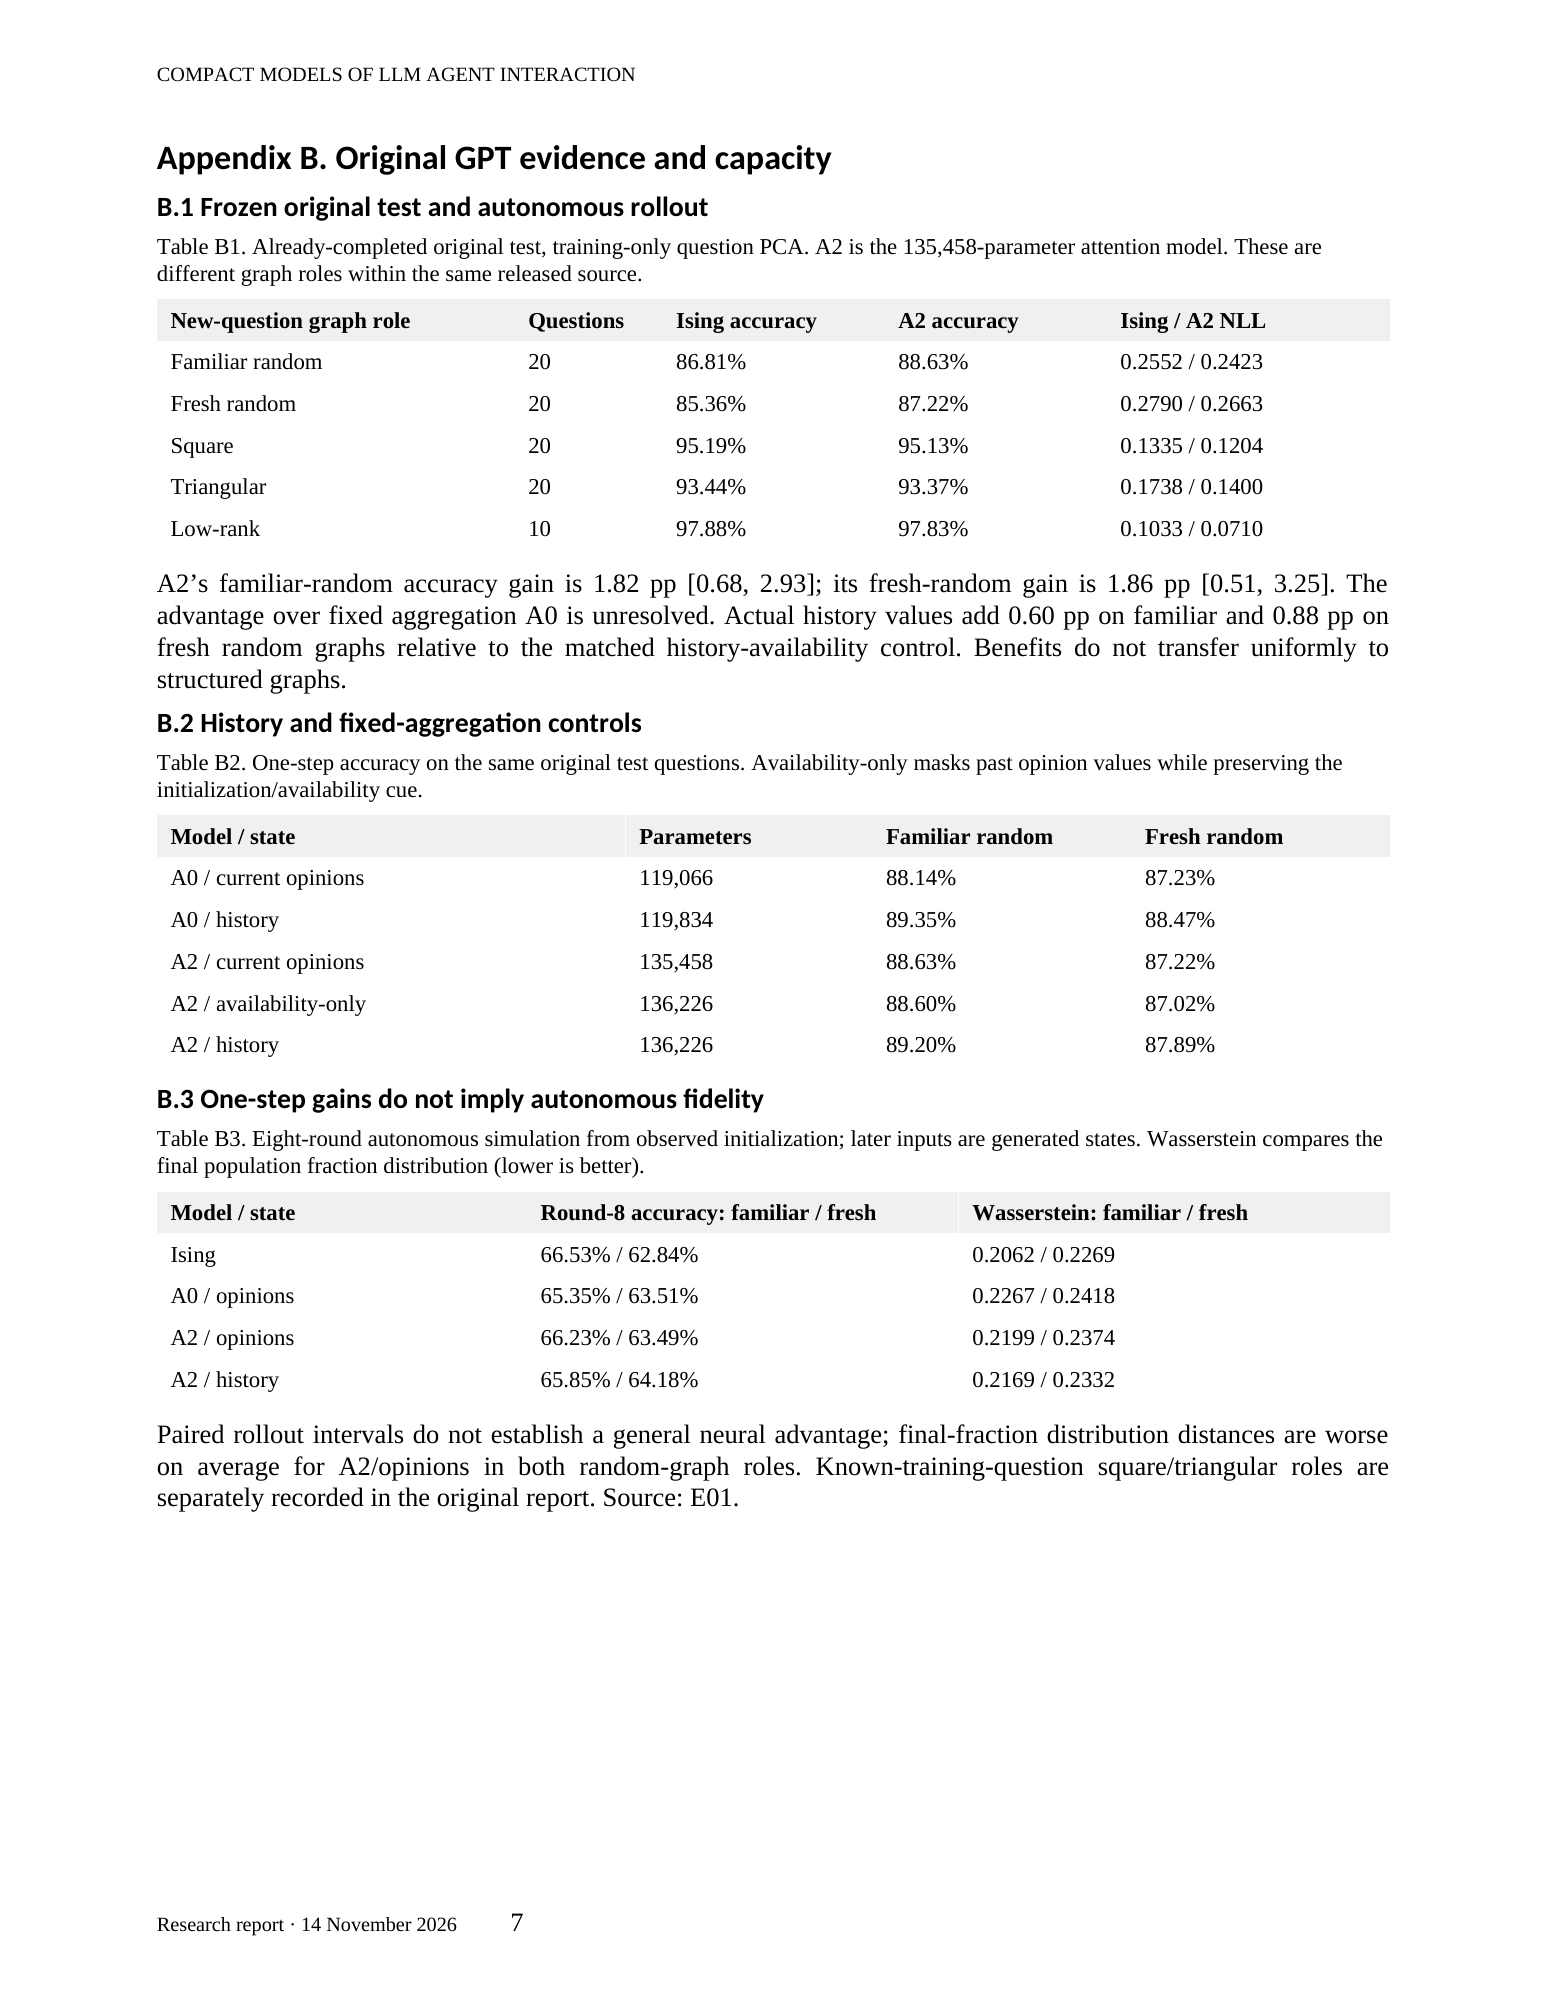 COMPACT MODELS OF LLM AGENT INTERACTION
Appendix B. Original GPT evidence and capacity
B.1 Frozen original test and autonomous rollout
Table B1. Already-completed original test, training-only question PCA. A2 is the 135,458-parameter attention model. These are
different graph roles within the same released source.
New-question graph role Questions Ising accuracy A2 accuracy Ising / A2 NLL
Familiar random 20 86.81% 88.63% 0.2552 / 0.2423
Fresh random 20 85.36% 87.22% 0.2790 / 0.2663
Square 20 95.19% 95.13% 0.1335 / 0.1204
Triangular 20 93.44% 93.37% 0.1738 / 0.1400
Low-rank 10 97.88% 97.83% 0.1033 / 0.0710
A2’s familiar-random accuracy gain is 1.82 pp [0.68, 2.93]; its fresh-random gain is 1.86 pp [0.51, 3.25]. The
advantage over fixed aggregation A0 is unresolved. Actual history values add 0.60 pp on familiar and 0.88 pp on
fresh random graphs relative to the matched history-availability control. Benefits do not transfer uniformly to
structured graphs.
B.2 History and fixed-aggregation controls
Table B2. One-step accuracy on the same original test questions. Availability-only masks past opinion values while preserving the
initialization/availability cue.
Model / state Parameters Familiar random Fresh random
A0 / current opinions 119,066 88.14% 87.23%
A0 / history 119,834 89.35% 88.47%
A2 / current opinions 135,458 88.63% 87.22%
A2 / availability-only 136,226 88.60% 87.02%
A2 / history 136,226 89.20% 87.89%
B.3 One-step gains do not imply autonomous fidelity
Table B3. Eight-round autonomous simulation from observed initialization; later inputs are generated states. Wasserstein compares the
final population fraction distribution (lower is better).
Model / state Round-8 accuracy: familiar / fresh Wasserstein: familiar / fresh
Ising 66.53% / 62.84% 0.2062 / 0.2269
A0 / opinions 65.35% / 63.51% 0.2267 / 0.2418
A2 / opinions 66.23% / 63.49% 0.2199 / 0.2374
A2 / history 65.85% / 64.18% 0.2169 / 0.2332
Paired rollout intervals do not establish a general neural advantage; final-fraction distribution distances are worse
on average for A2/opinions in both random-graph roles. Known-training-question square/triangular roles are
separately recorded in the original report. Source: E01.
Research report · 14 November 2026 7